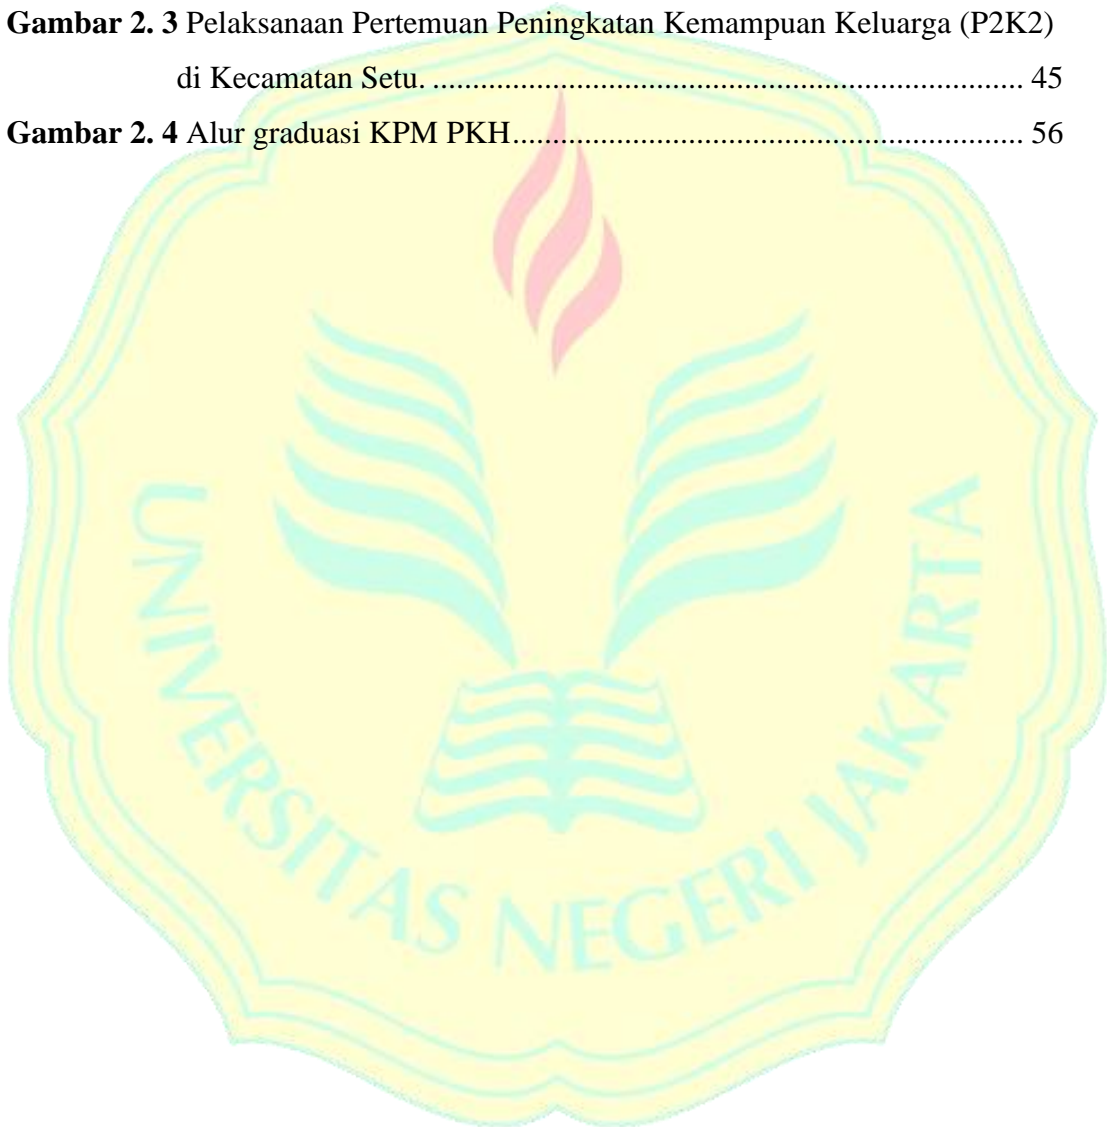 Gambar 2. 3 Pelaksanaan Pertemuan Peningkatan Kemampuan Keluarga (P2K2)
di Kecamatan Setu. .......................................................................... 45
Gambar 2. 4 Alur graduasi KPM PKH................................................................ 56
UNIVERSITAS NEGERI JAKARTA